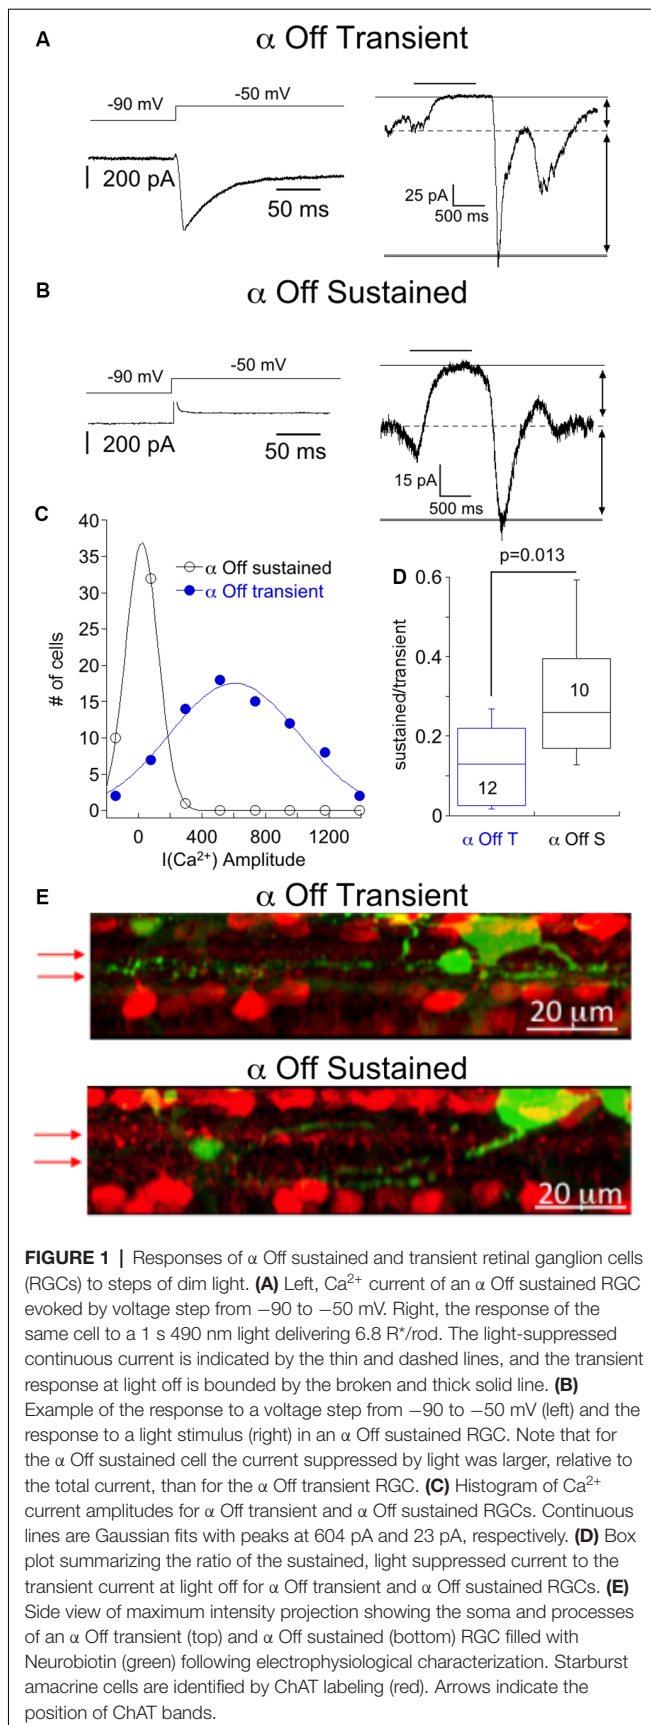 A
α Off Transient
-90 mV
-50 mV
200 pA
50 ms
25 pA
500 ms
B
α Off Sustained
-90 mV
-50 mV
200 pA
50 ms
15 pA
500 ms
C
40
35
30
25
20
15
10
5
0
# of cells
α Off sustained
α Off transient
0 400 800 1200
I(Ca²⁺) Amplitude
D
p=0.013
0.6
0.4
0.2
0
sustained/transient
12
10
α Off T
α Off S
E
α Off Transient
20 μm
α Off Sustained
20 μm
FIGURE 1 | Responses of α Off sustained and transient retinal ganglion cells
(RGCs) to steps of dim light. (A) Left, Ca²⁺ current of an α Off sustained RGC
evoked by voltage step from −90 to −50 mV. Right, the response of the
same cell to a 1 s 490 nm light delivering 6.8 R*/rod. The light-suppressed
continuous current is indicated by the thin and dashed lines, and the transient
response at light off is bounded by the broken and thick solid line. (B)
Example of the response to a voltage step from −90 to −50 mV (left) and the
response to a light stimulus (right) in an α Off sustained RGC. Note that for
the α Off sustained cell the current suppressed by light was larger, relative to
the total current, than for the α Off transient RGC. (C) Histogram of Ca²⁺
current amplitudes for α Off transient and α Off sustained RGCs. Continuous
lines are Gaussian fits with peaks at 604 pA and 23 pA, respectively. (D) Box
plot summarizing the ratio of the sustained, light suppressed current to the
transient current at light off for α Off transient and α Off sustained RGCs. (E)
Side view of maximum intensity projection showing the soma and processes
of an α Off transient (top) and α Off sustained (bottom) RGC filled with
Neurobiotin (green) following electrophysiological characterization. Starburst
amacrine cells are identified by ChAT labeling (red). Arrows indicate the
position of ChAT bands.